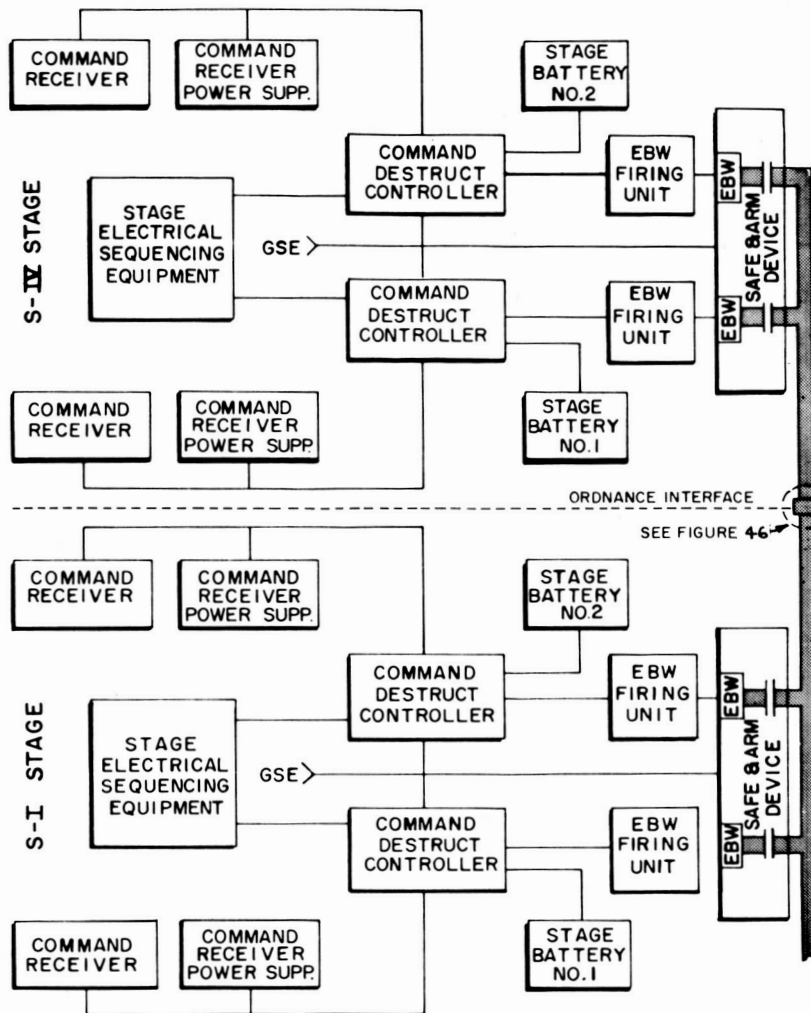 COMMAND
RECEIVER
COMMAND
RECEIVER
POWER SUPP.
STAGE
BATTERY
NO.2
COMMAND
DESTRUCT
CONTROLLER
EBW
FIRING
UNIT
EBW
SAFE & ARM
DEVICE
S-IV STAGE
STAGE
ELECTRICAL
SEQUENCING
EQUIPMENT
GSE
COMMAND
DESTRUCT
CONTROLLER
EBW
FIRING
UNIT
EBW
COMMAND
RECEIVER
COMMAND
RECEIVER
POWER SUPP.
STAGE
BATTERY
NO.1
ORDNANCE INTERFACE
SEE FIGURE 46
COMMAND
RECEIVER
COMMAND
RECEIVER
POWER SUPP.
STAGE
BATTERY
NO.2
COMMAND
DESTRUCT
CONTROLLER
EBW
FIRING
UNIT
EBW
SAFE & ARM
DEVICE
S-I STAGE
STAGE
ELECTRICAL
SEQUENCING
EQUIPMENT
GSE
COMMAND
DESTRUCT
CONTROLLER
EBW
FIRING
UNIT
EBW
COMMAND
RECEIVER
COMMAND
RECEIVER
POWER SUPP.
STAGE
BATTERY
NO.1